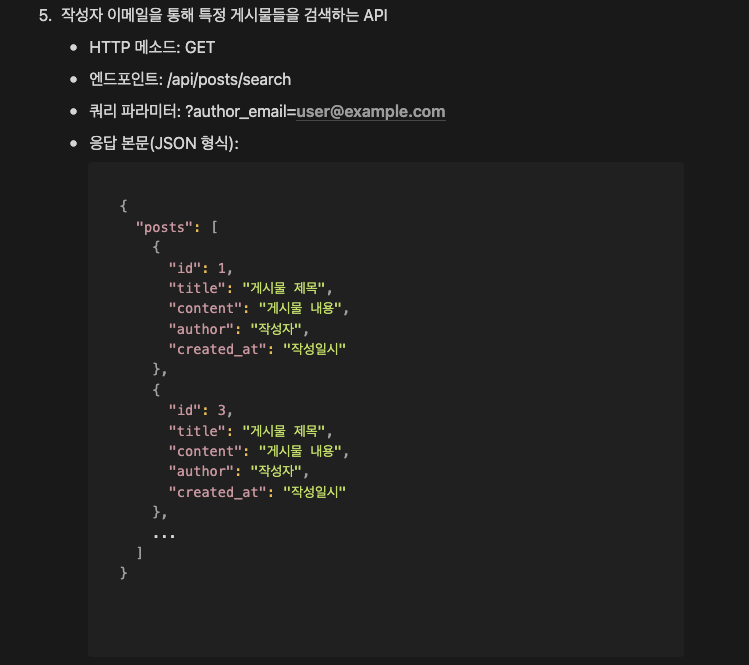 5. 작성자 이메일을 통해 특정 게시물들을 검색하는 API
• HTTP 메소드: GET
• 엔드포인트: /api/posts/search
• 쿼리 파라미터: ?author_email=user@example.com
• 응답 본문(JSON 형식):
{
  "posts": [
    {
      "id": 1,
      "title": "게시물 제목",
      "content": "게시물 내용",
      "author": "작성자",
      "created_at": "작성일시"
    },
    {
      "id": 3,
      "title": "게시물 제목",
      "content": "게시물 내용",
      "author": "작성자",
      "created_at": "작성일시"
    },
    ...
  ]
}